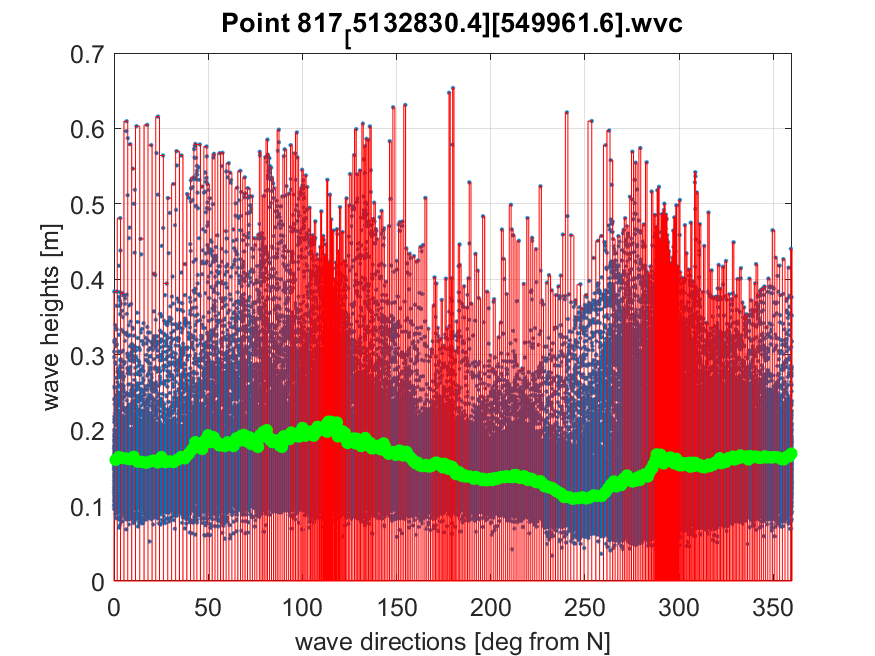 Point 817[5132830.4][549961.6].wvc
wave heights [m]
0.7
0.6
0.5
0.4
0.3
0.2
0.1
0
0 50 100 150 200 250 300 350
wave directions [deg from N]